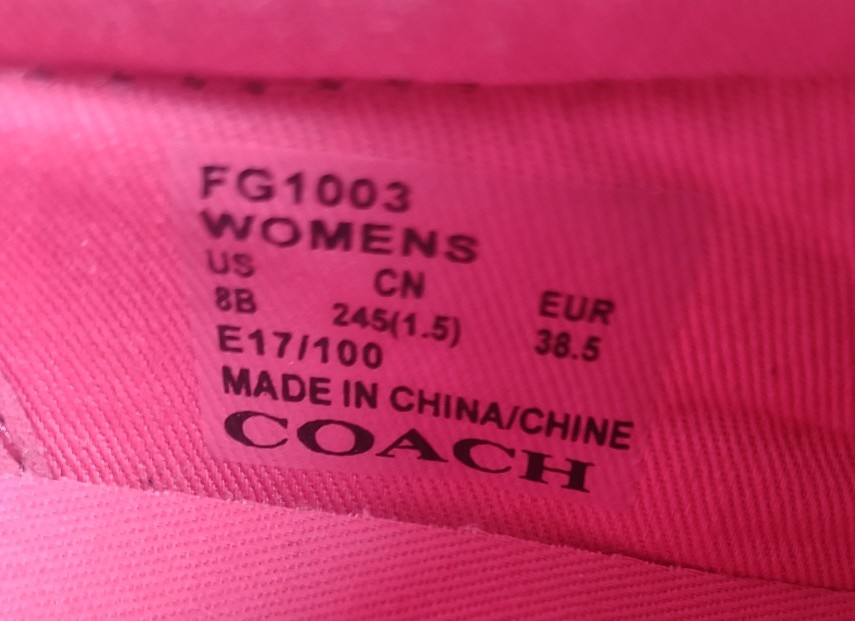 FG1003
WOMENS
US CN EUR
8B 245(1.5) 38.5
E17/100
MADE IN CHINA/CHINE
COACH